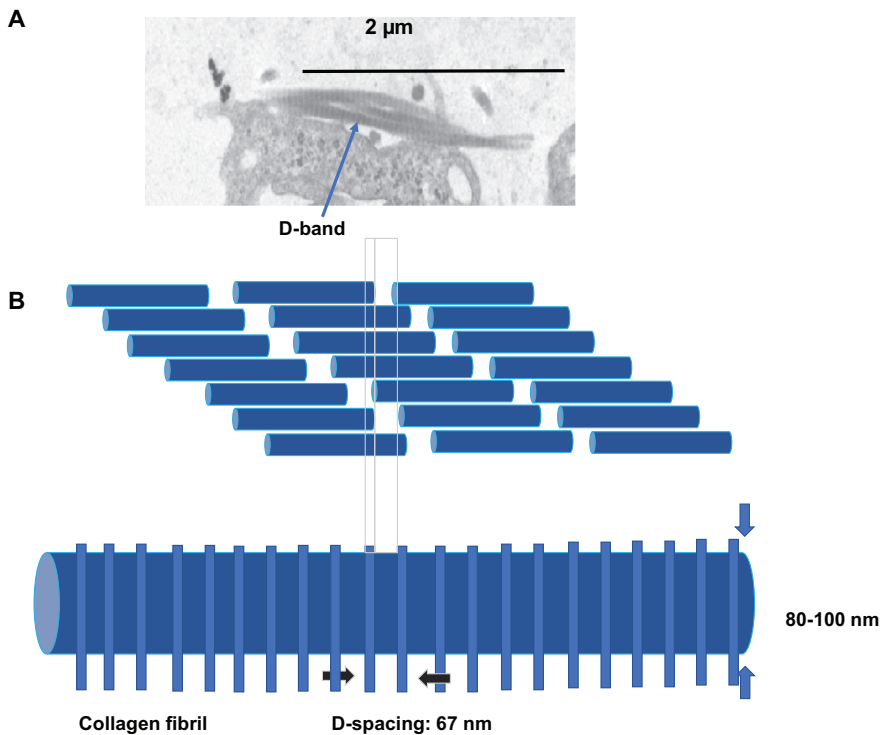 A
2 µm
D-band
B
80-100 nm
Collagen fibril
D-spacing: 67 nm